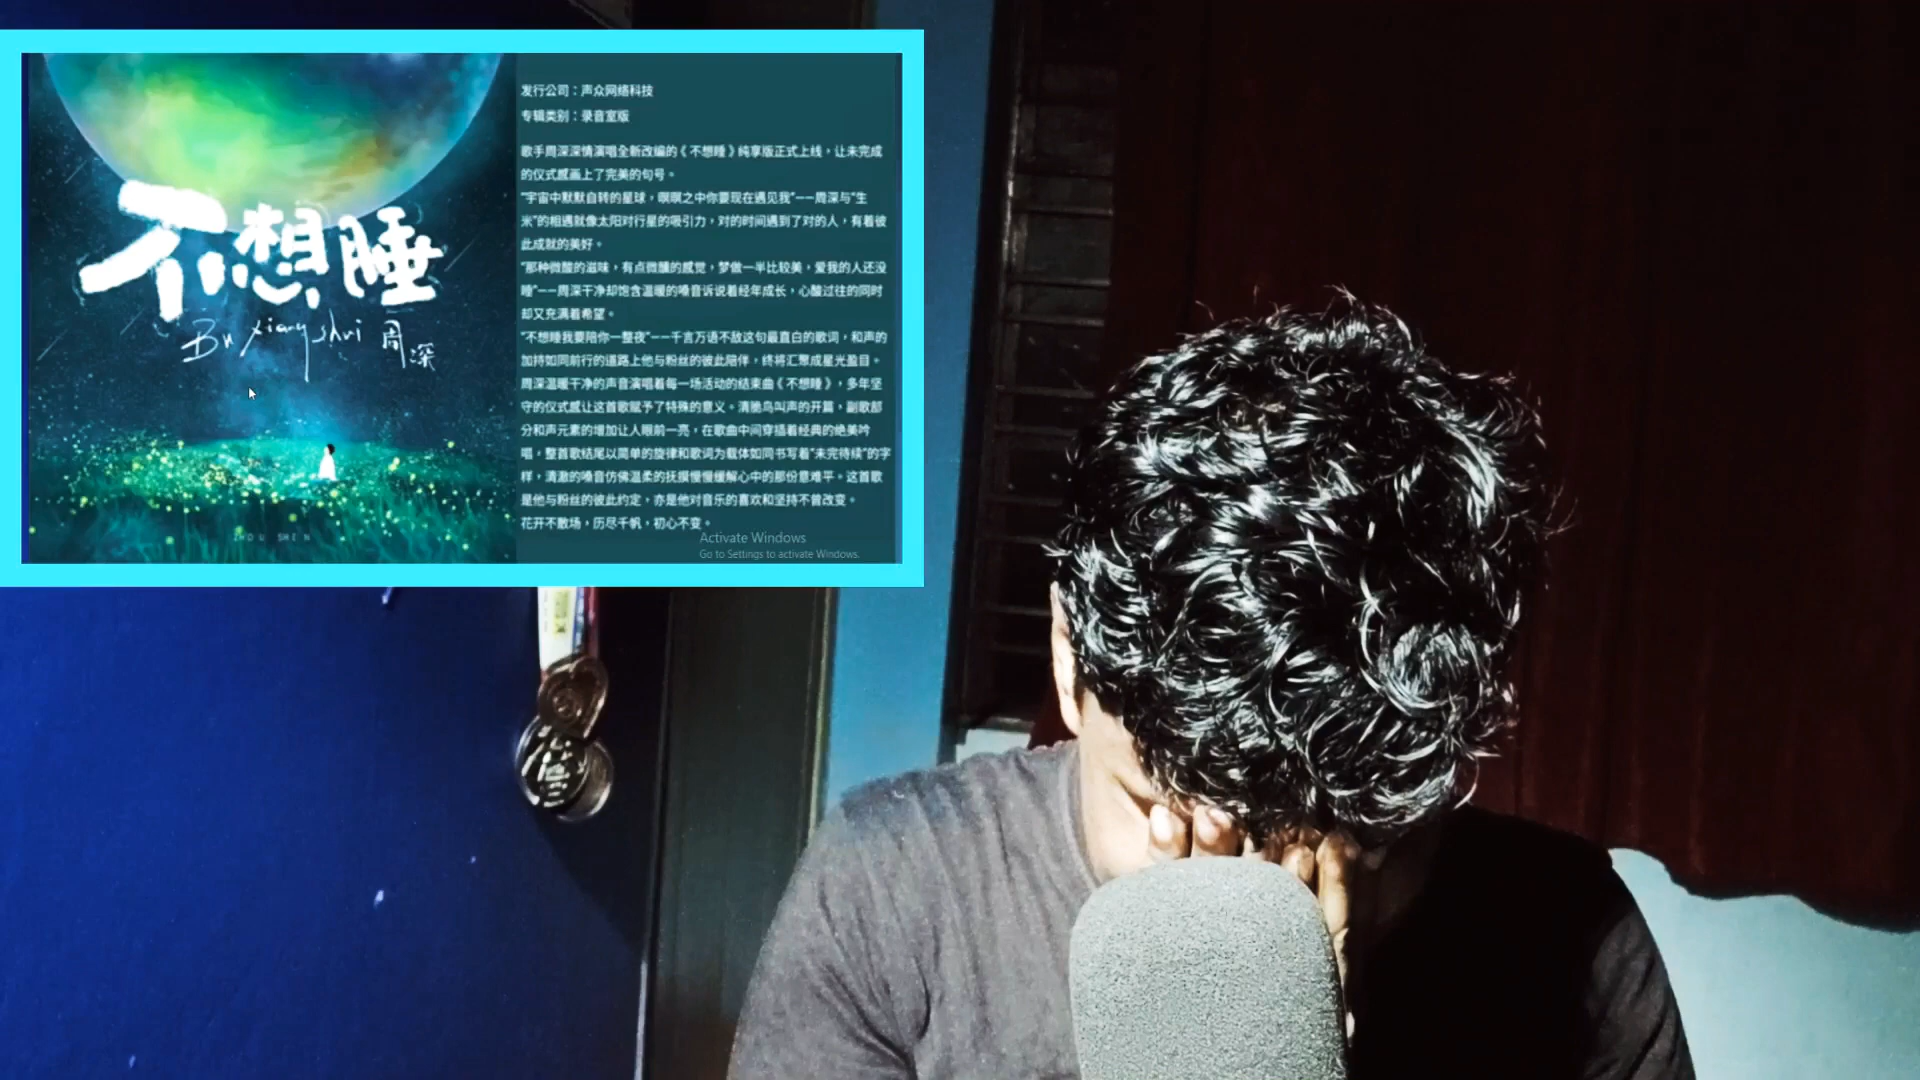 不想睡
Bu xiang shui 周深
ZHOU SHEN
发行公司：声众网络科技
专辑类别：录音室版
歌手周深深情演唱全新改编的《不想睡》纯享版正式上线，让未完成
的仪式感画上了完美的句号。
“宇宙中默默自转的星球，暝暝之中你要现在遇见我”——周深与“生
米”的相遇就像太阳对行星的吸引力，对的时间遇到了对的人，有着彼
此成就的美好。
“那种微酸的滋味，有点微醺的感觉，梦做一半比较美，爱我的人还没
睡”——周深干净却饱含温暖的嗓音诉说着经年成长，心酸过往的同时
却又充满着希望。
“不想睡我要陪你一整夜”——千言万语不敌这句最直白的歌词，和声的
加持如同前行的道路上他与粉丝的彼此陪伴，终将汇聚成星光盈目。
周深温暖干净的声音演唱着每一场活动的结束曲《不想睡》，多年坚
守的仪式感让这首歌赋予了特殊的意义。清脆鸟叫声的开篇，副歌部
分和声元素的增加让人眼前一亮，在歌曲中间穿插着经典的绝美吟
唱。整首歌结尾以简单的旋律和歌词为载体如同书写着“未完待续”的字
样，清澈的嗓音仿佛温柔的抚摸慢慢缓解心中的那份意难平。这首歌
是他与粉丝的彼此约定，亦是他对音乐的喜欢和坚持不曾改变。
花开不散场，历尽千帆，初心不变。
Activate Windows
Go to Settings to activate Windows.